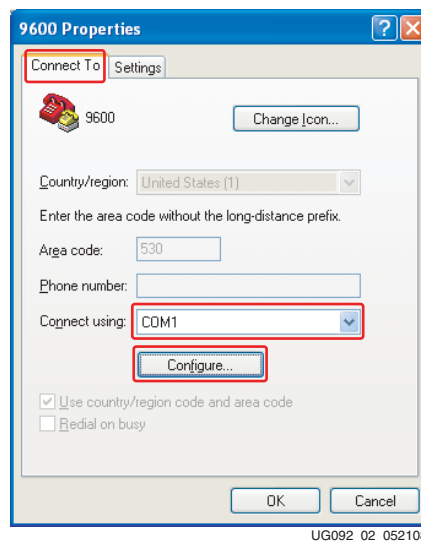 9600 Properties
Connect To Settings
9600 Change Icon...
Country/region: United States (1)
Enter the area code without the long-distance prefix.
Area code: 530
Phone number:
Connect using: COM1
Configure...
Use country/region code and area code
Redial on busy
OK Cancel
UG092_02_052108